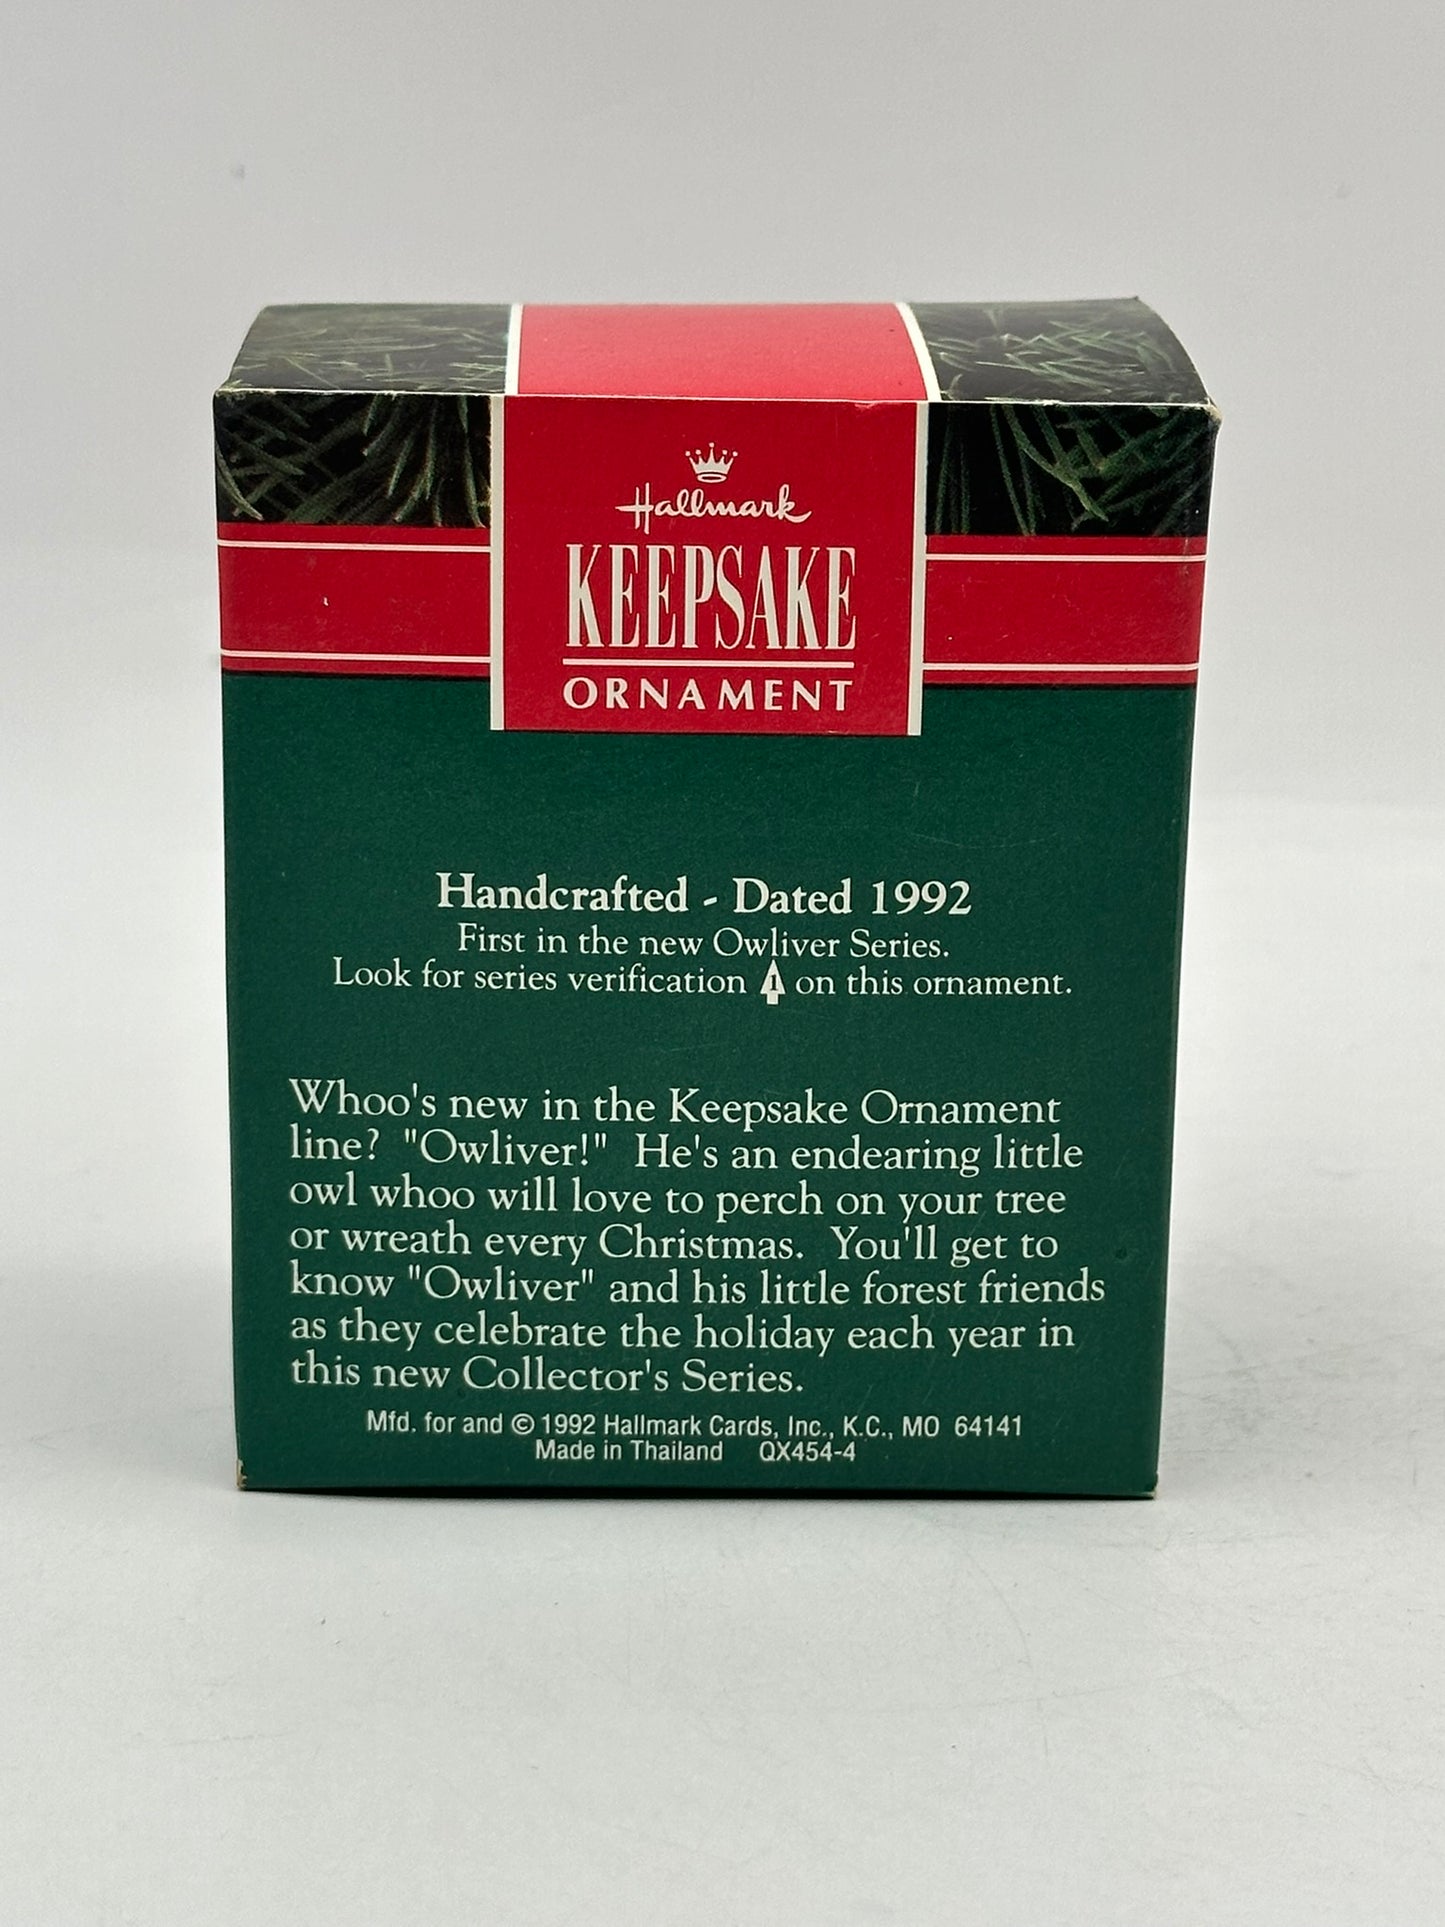 Hallmark
KEEPSAKE
ORNAMENT
Handcrafted - Dated 1992
First in the new Owliver Series.
Look for series verification 1 on this ornament.
Whoo's new in the Keepsake Ornament
line?  "Owliver!"  He's an endearing little
owl whoo will love to perch on your tree
or wreath every Christmas.  You'll get to
know "Owliver" and his little forest friends
as they celebrate the holiday each year in
this new Collector's Series.
Mfd. for and © 1992 Hallmark Cards, Inc., K.C., MO  64141
Made in Thailand    QX454-4